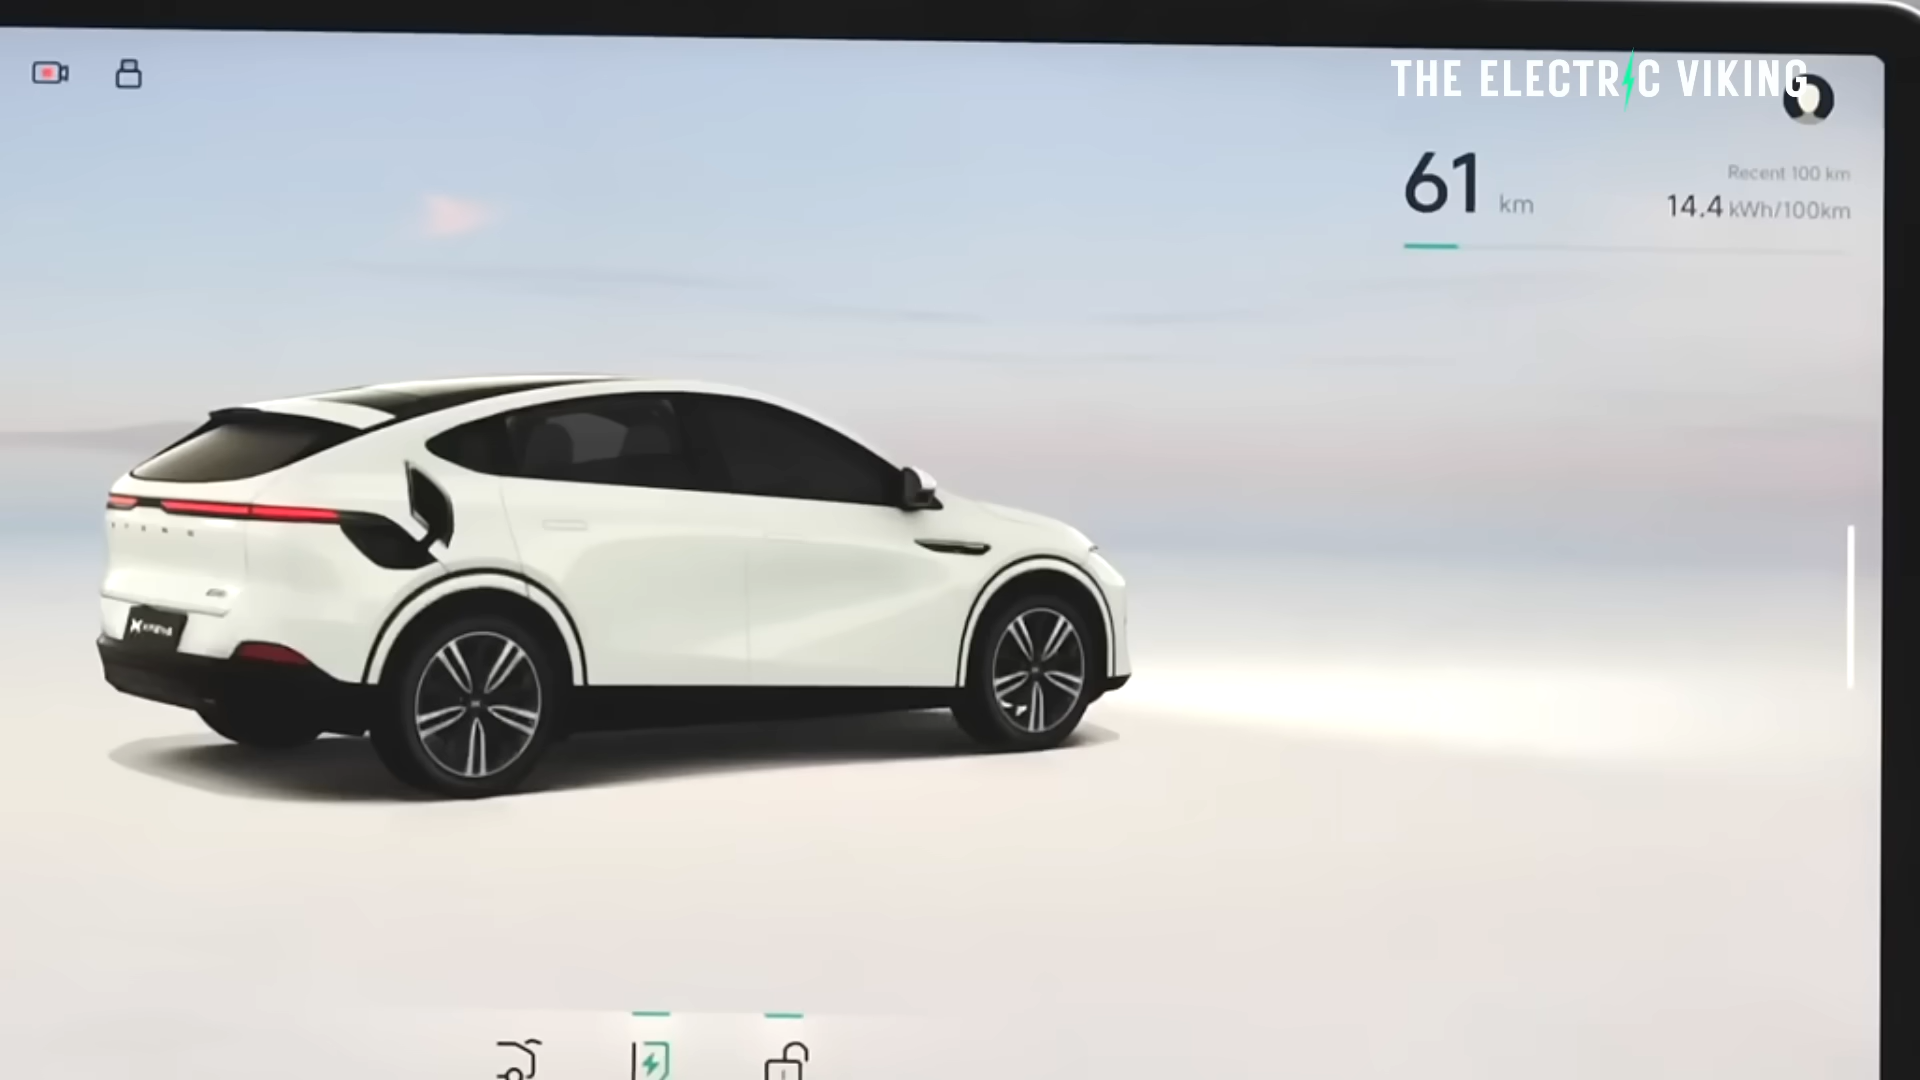 THE ELECTRIC VIKING
61 km
Recent 100 km
14.4 kWh/100km